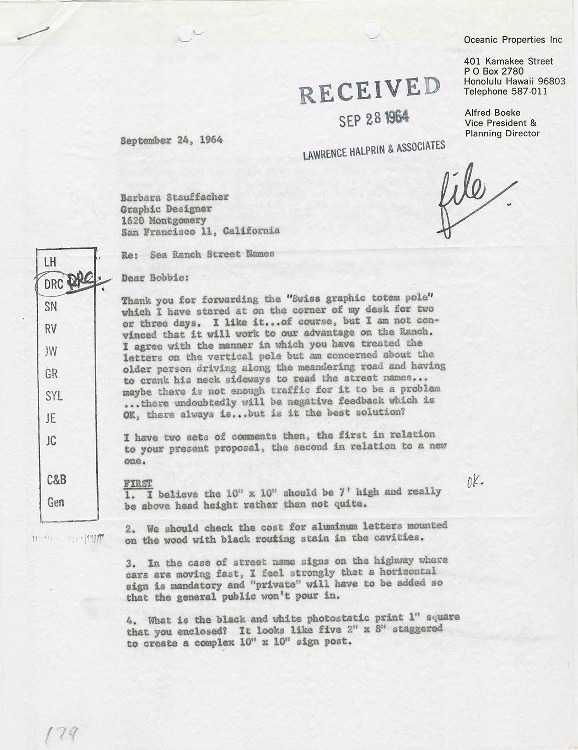 Oceanic Properties Inc
401 Kamakee Street
P O Box 2780
Honolulu Hawaii 96803
Telephone 587-011
Alfred Boeke
Vice President &
Planning Director
RECEIVED
SEP 28 1964
LAWRENCE HALPRIN & ASSOCIATES
file
September 24, 1964
Barbara Stauffacher
Graphic Designer
1620 Montgomery
San Francisco 11, California
Re: Sea Ranch Street Names
Dear Bobbie:
LH
DRC DRC
SN
RV
JW
GR
SYL
JE
JC
C&B
Gen
Thank you for forwarding the "Swiss graphic totem pole"
which I have stared at on the corner of my desk for two
or three days. I like it...of course, but I am not con-
vinced that it will work to our advantage on the Ranch.
I agree with the manner in which you have treated the
letters on the vertical pole but am concerned about the
older person driving along the meandering road and having
to crank his neck sideways to read the street names...
maybe there is not enough traffic for it to be a problem
...there undoubtedly will be negative feedback which is
OK, there always is...but is it the best solution?
I have two sets of comments then, the first in relation
to your present proposal, the second in relation to a new
one.
FIRST
1. I believe the 10" x 10" should be 7' high and really
be above head height rather than not quite.
OK.
2. We should check the cost for aluminum letters mounted
on the wood with black routing stain in the cavities.
3. In the case of street name signs on the highway where
cars are moving fast, I feel strongly that a horizontal
sign is mandatory and "private" will have to be added so
that the general public won't pour in.
4. What is the black and white photostatic print 1" square
that you enclosed? It looks like five 2" x 8" staggered
to create a complex 10" x 10" sign post.
179